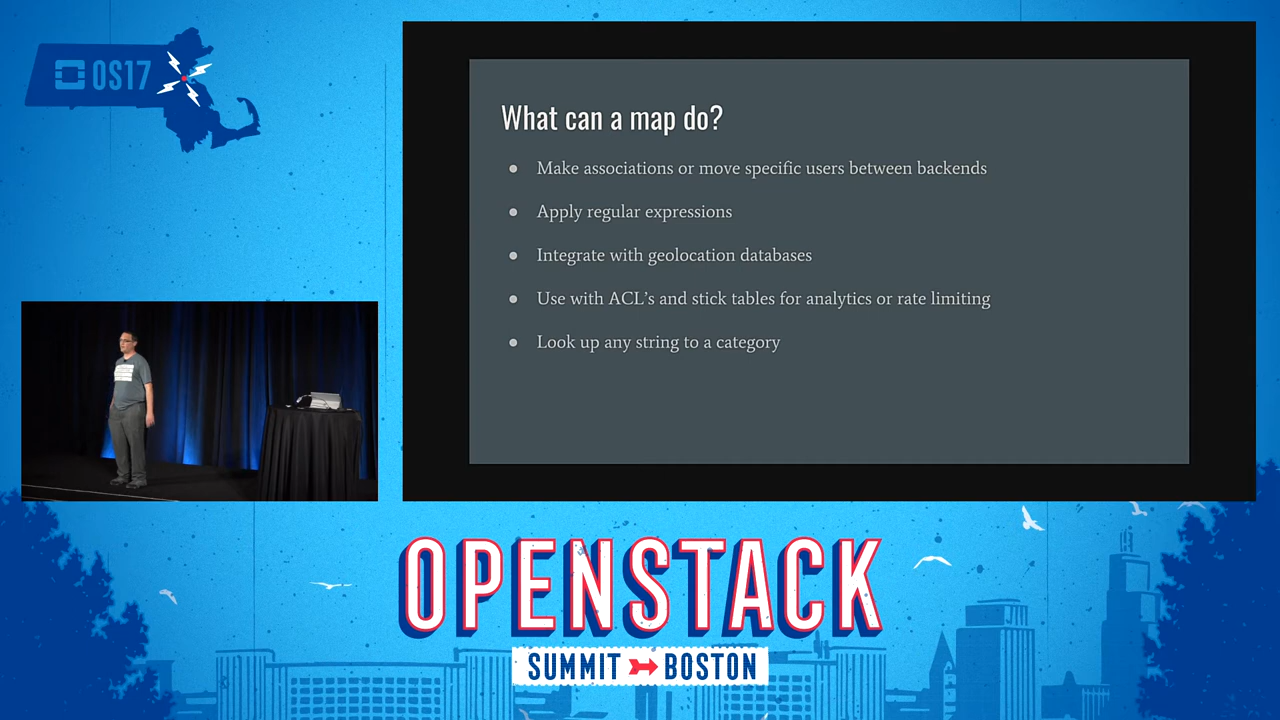 OS17
What can a map do?
● Make associations or move specific users between backends
● Apply regular expressions
● Integrate with geolocation databases
● Use with ACL’s and stick tables for analytics or rate limiting
● Look up any string to a category
OPENSTACK
SUMMIT BOSTON